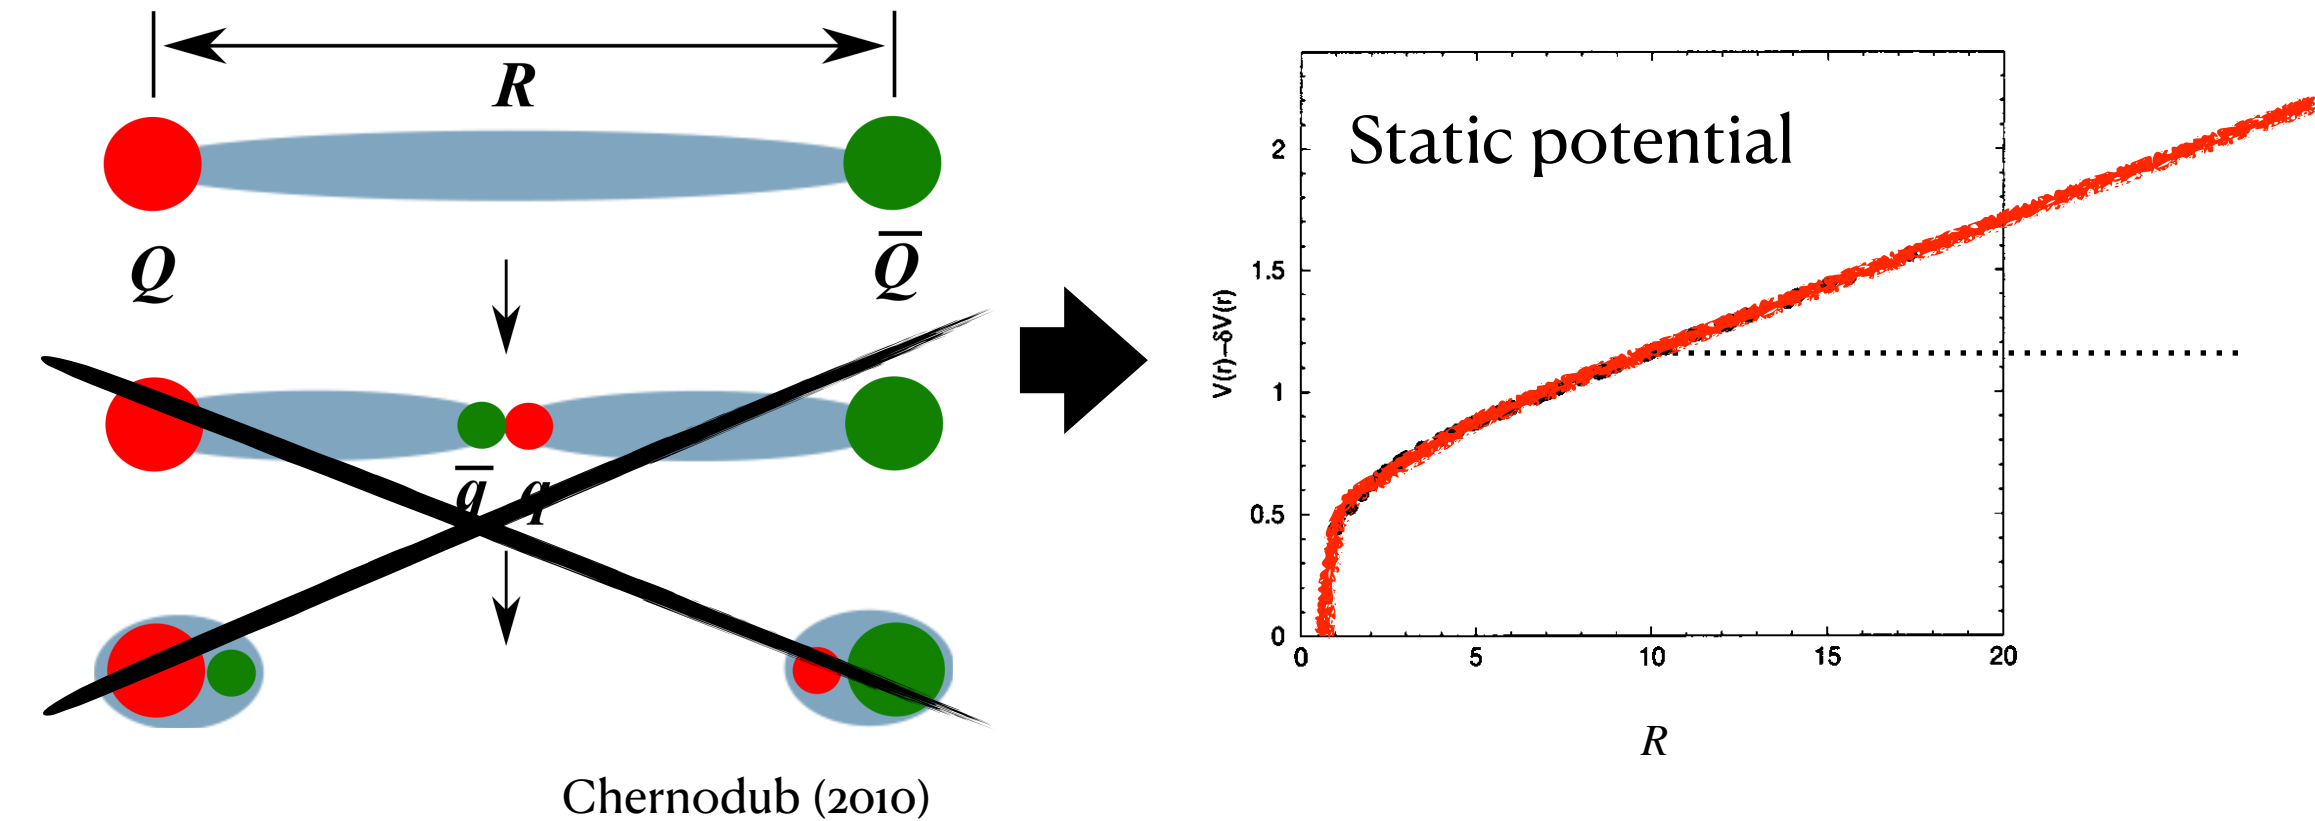 R
Q
Q̅
q̅ q
Chernodub (2010)
Static potential
V(r)−δV(r)
2
1.5
1
0.5
0
0 5 10 15 20
R